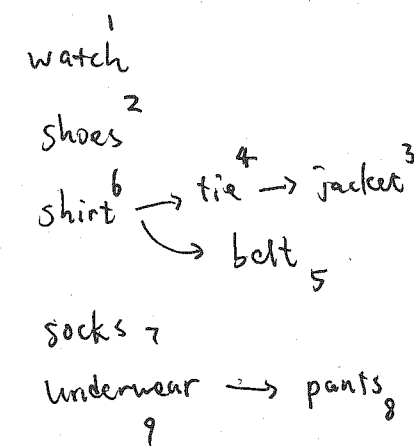 watch 1
shoes 2
shirt 6 → tie 4 → jacket 3
belt 5
socks 7
underwear 9 → pants 8